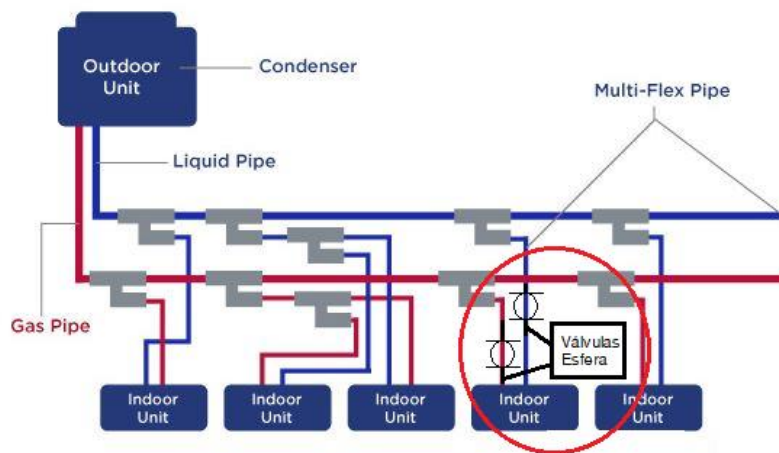 Outdoor
Unit
Condenser
Multi-Flex Pipe
Liquid Pipe
Gas Pipe
Válvulas
Esfera
Indoor
Unit
Indoor
Unit
Indoor
Unit
Indoor
Unit
Indoor
Unit